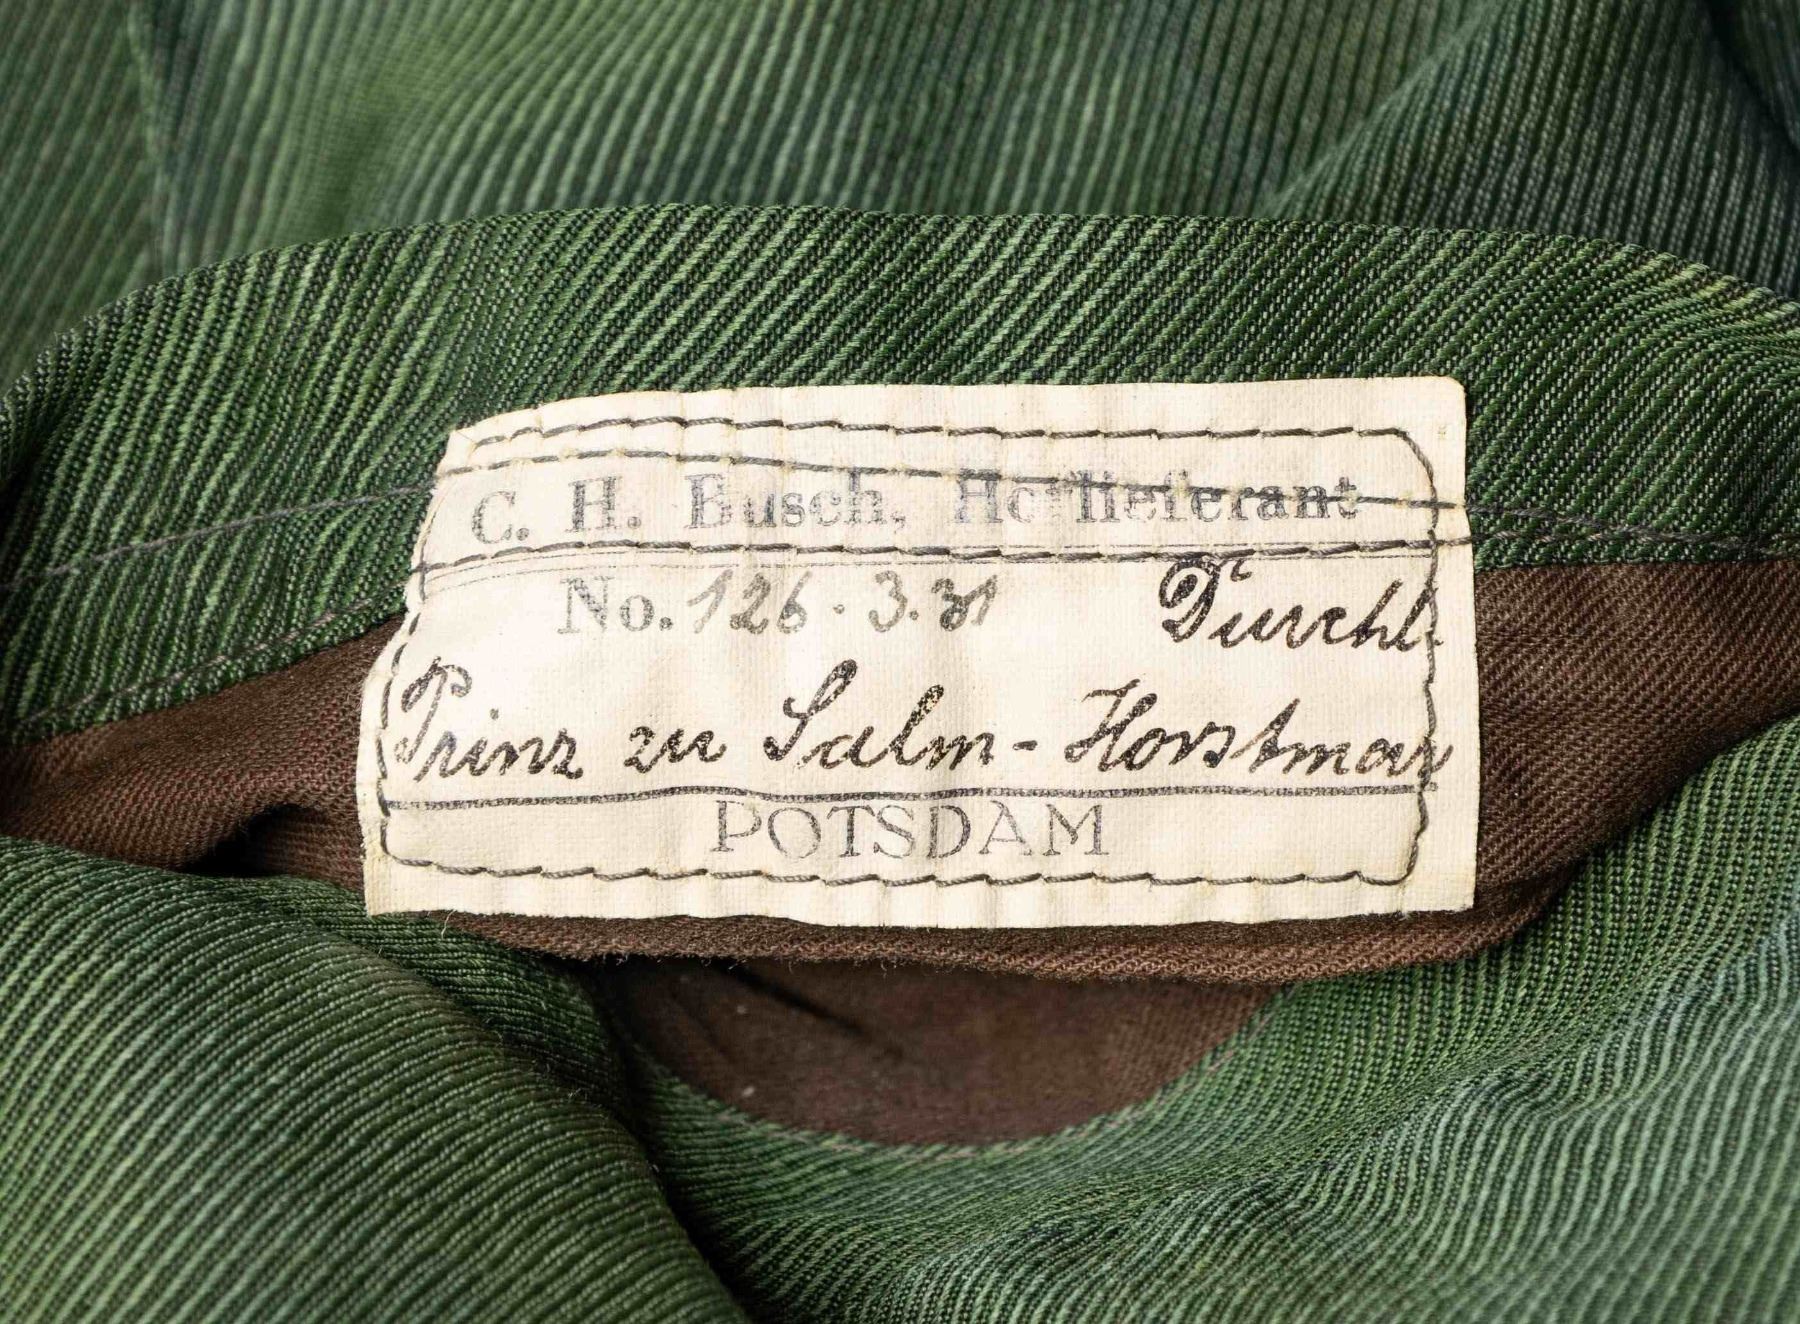 C. H. Busch, Hoflieferant
No. 126. 3.31 Durchl.
Prinz zu Salm-Horstmar
POTSDAM